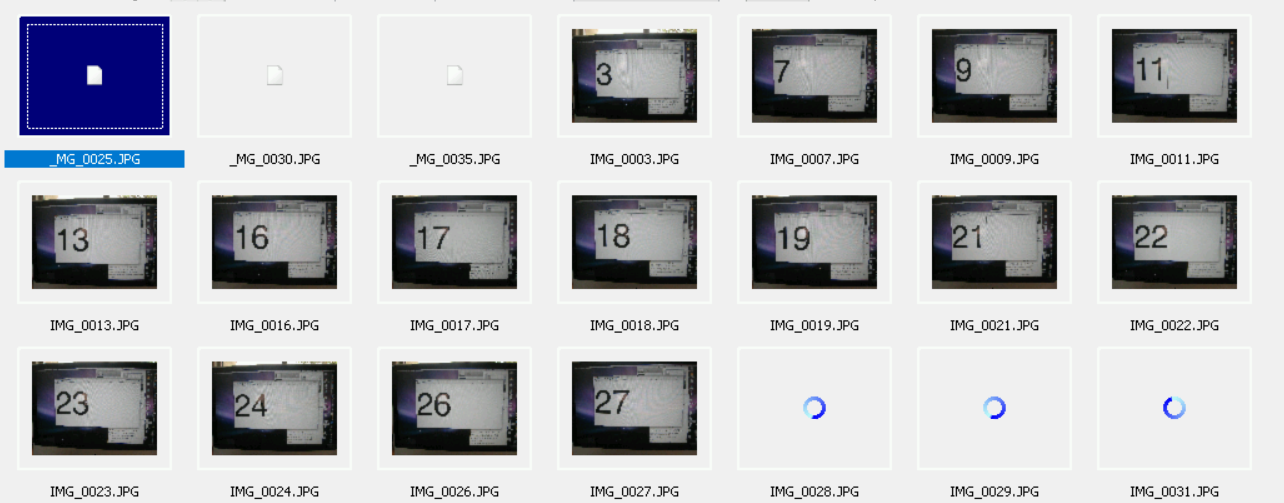 _MG_0025.JPG _MG_0030.JPG _MG_0035.JPG IMG_0003.JPG IMG_0007.JPG IMG_0009.JPG IMG_0011.JPG
3 7 9 11
13 16 17 18 19 21 22
IMG_0013.JPG IMG_0016.JPG IMG_0017.JPG IMG_0018.JPG IMG_0019.JPG IMG_0021.JPG IMG_0022.JPG
23 24 26 27
IMG_0023.JPG IMG_0024.JPG IMG_0026.JPG IMG_0027.JPG IMG_0028.JPG IMG_0029.JPG IMG_0031.JPG